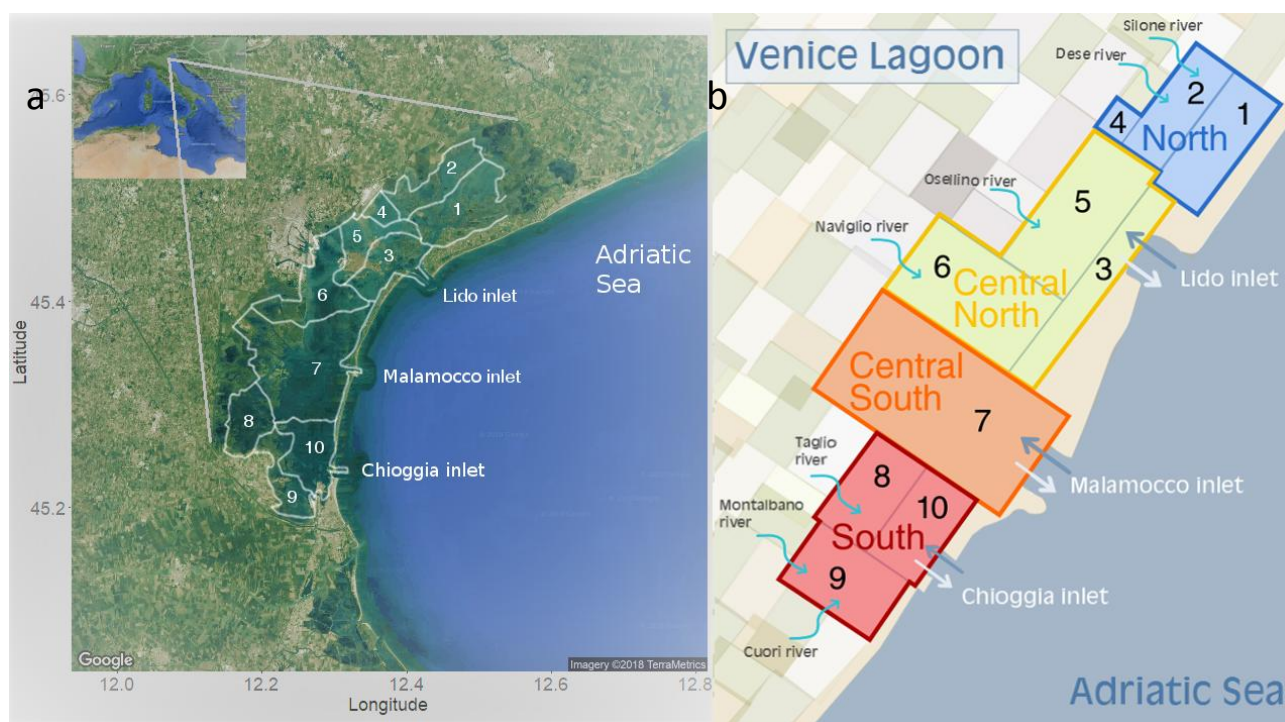 a
45.6
45.4
45.2
Latitude
2
1
4
5
3
6
7
8
10
9
Adriatic
Sea
Lido inlet
Malamocco inlet
Chioggia inlet
Google
Imagery ©2018 TerraMetrics
12.0
12.2
12.4
12.6
12.8
Longitude
b
Venice Lagoon
Silone river
Dese river
2
1
4
North
Osellino river
5
Naviglio river
6
3
Central
North
Lido inlet
Central
South
7
Taglio
river
8
Malamocco inlet
Montalbano
river
10
South
9
Chioggia inlet
Cuori river
Adriatic Sea